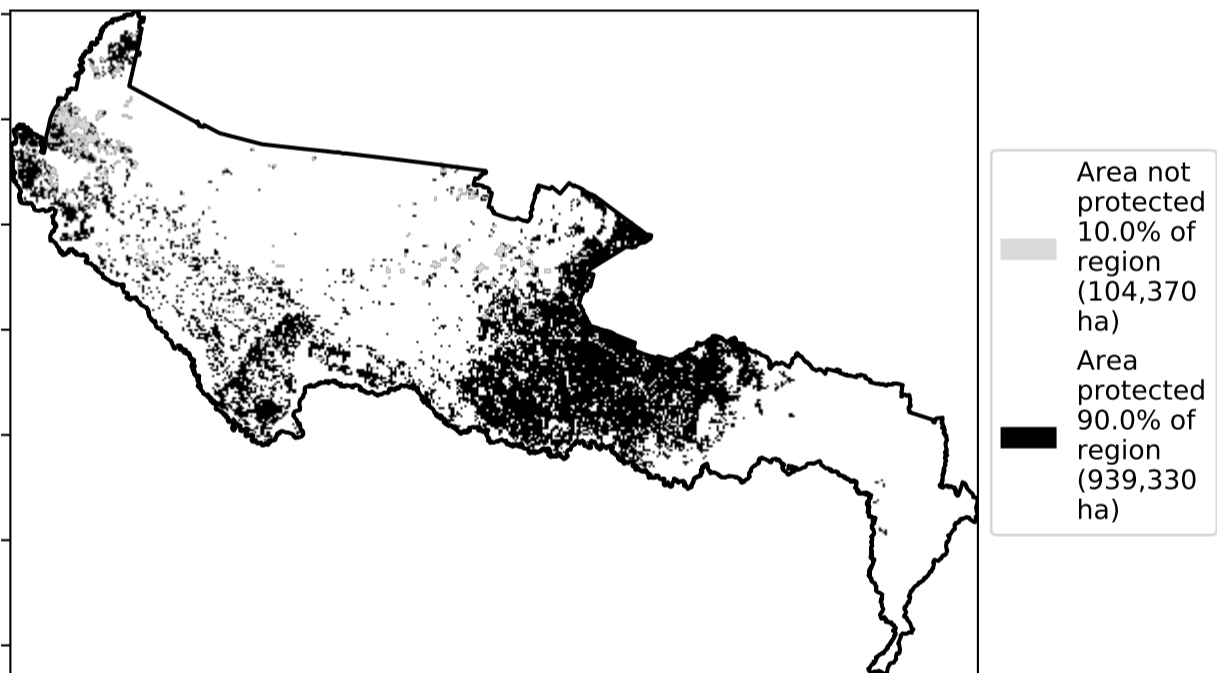 Area not
protected
10.0% of
region
(104,370
ha)
Area
protected
90.0% of
region
(939,330
ha)